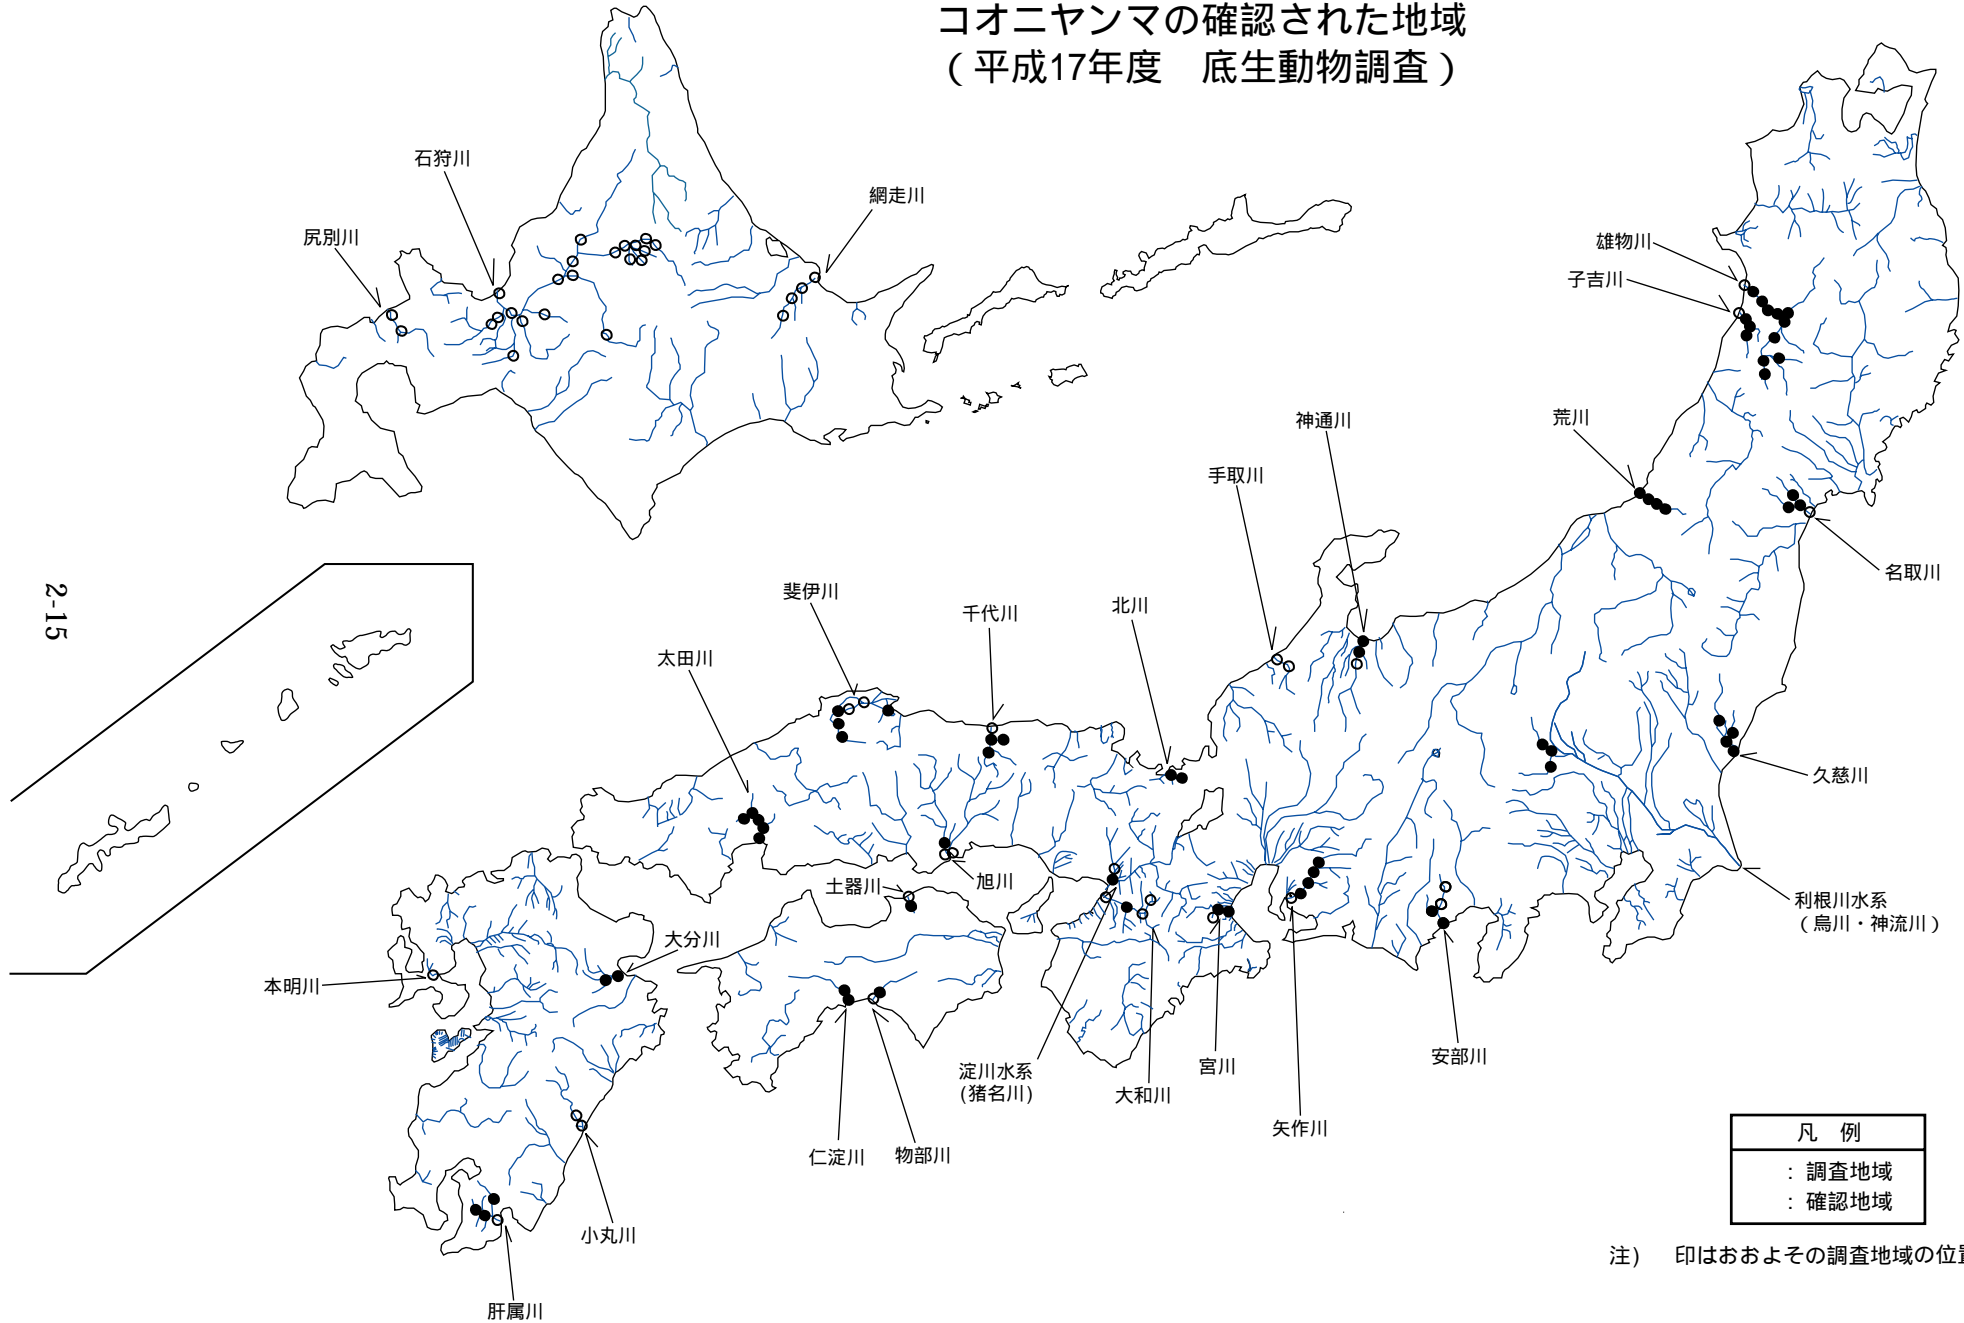 コオニヤンマの確認された地域
(平成17年度 底生動物調査)
石狩川
網走川
尻別川
雄物川
子吉川
神通川
荒川
手取川
名取川
斐伊川
千代川
北川
太田川
2-15
久慈川
土器川
旭川
利根川水系
(烏川・神流川)
大分川
本明川
淀川水系
(猪名川)
大和川
宮川
安部川
矢作川
仁淀川
物部川
小丸川
肝属川
凡 例
: 調査地域
: 確認地域
注) 印はおおよその調査地域の位